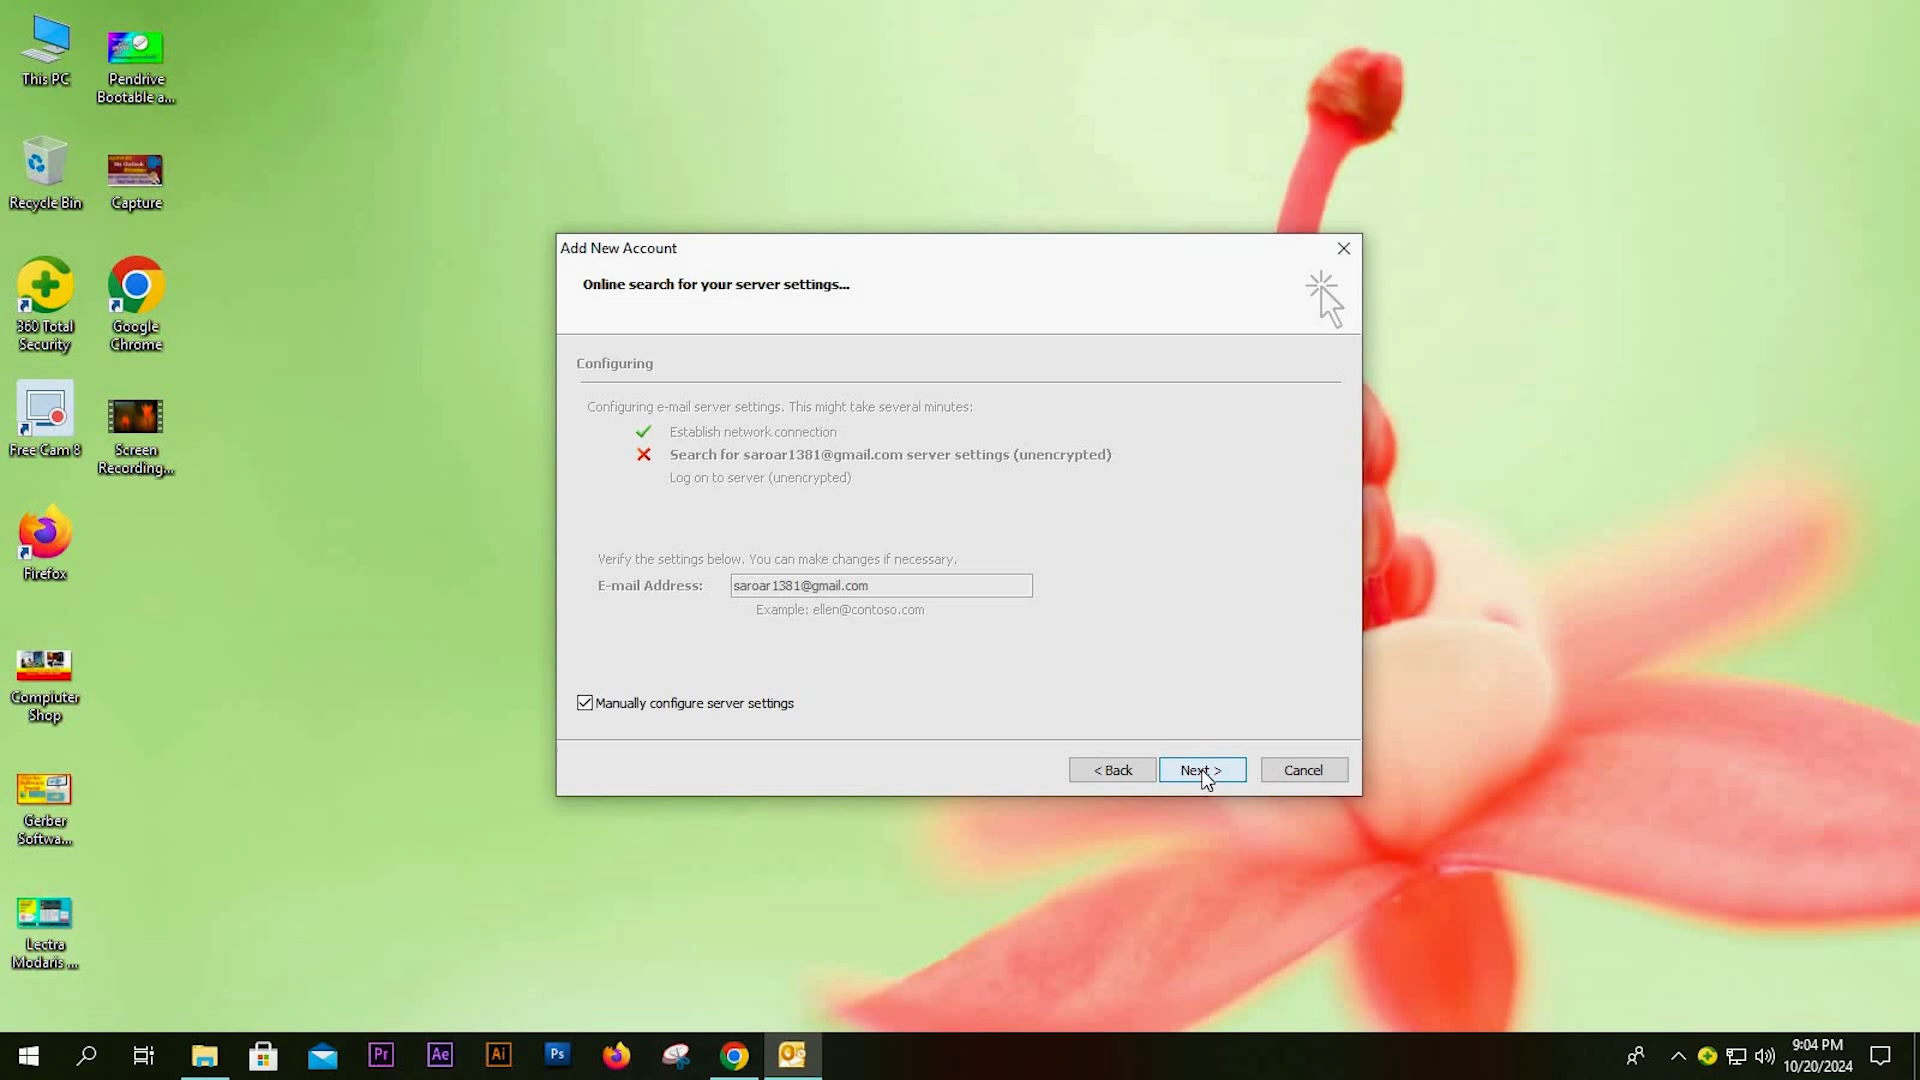 This PC
Pendrive
Bootable a...
Recycle Bin
Capture
360 Total
Security
Google
Chrome
Free Cam 8
Screen
Recording...
Firefox
Compiuter
Shop
Gerber
Softwa...
Lectra
Modaris ...
Add New Account
Online search for your server settings...
Configuring
Configuring e-mail server settings. This might take several minutes:
Establish network connection
Search for saroar1381@gmail.com server settings (unencrypted)
Log on to server (unencrypted)
Verify the settings below. You can make changes if necessary.
E-mail Address: saroar1381@gmail.com
Example: ellen@contoso.com
Manually configure server settings
< Back Next > Cancel
Pr Ae Ai Ps
9:04 PM
10/20/2024